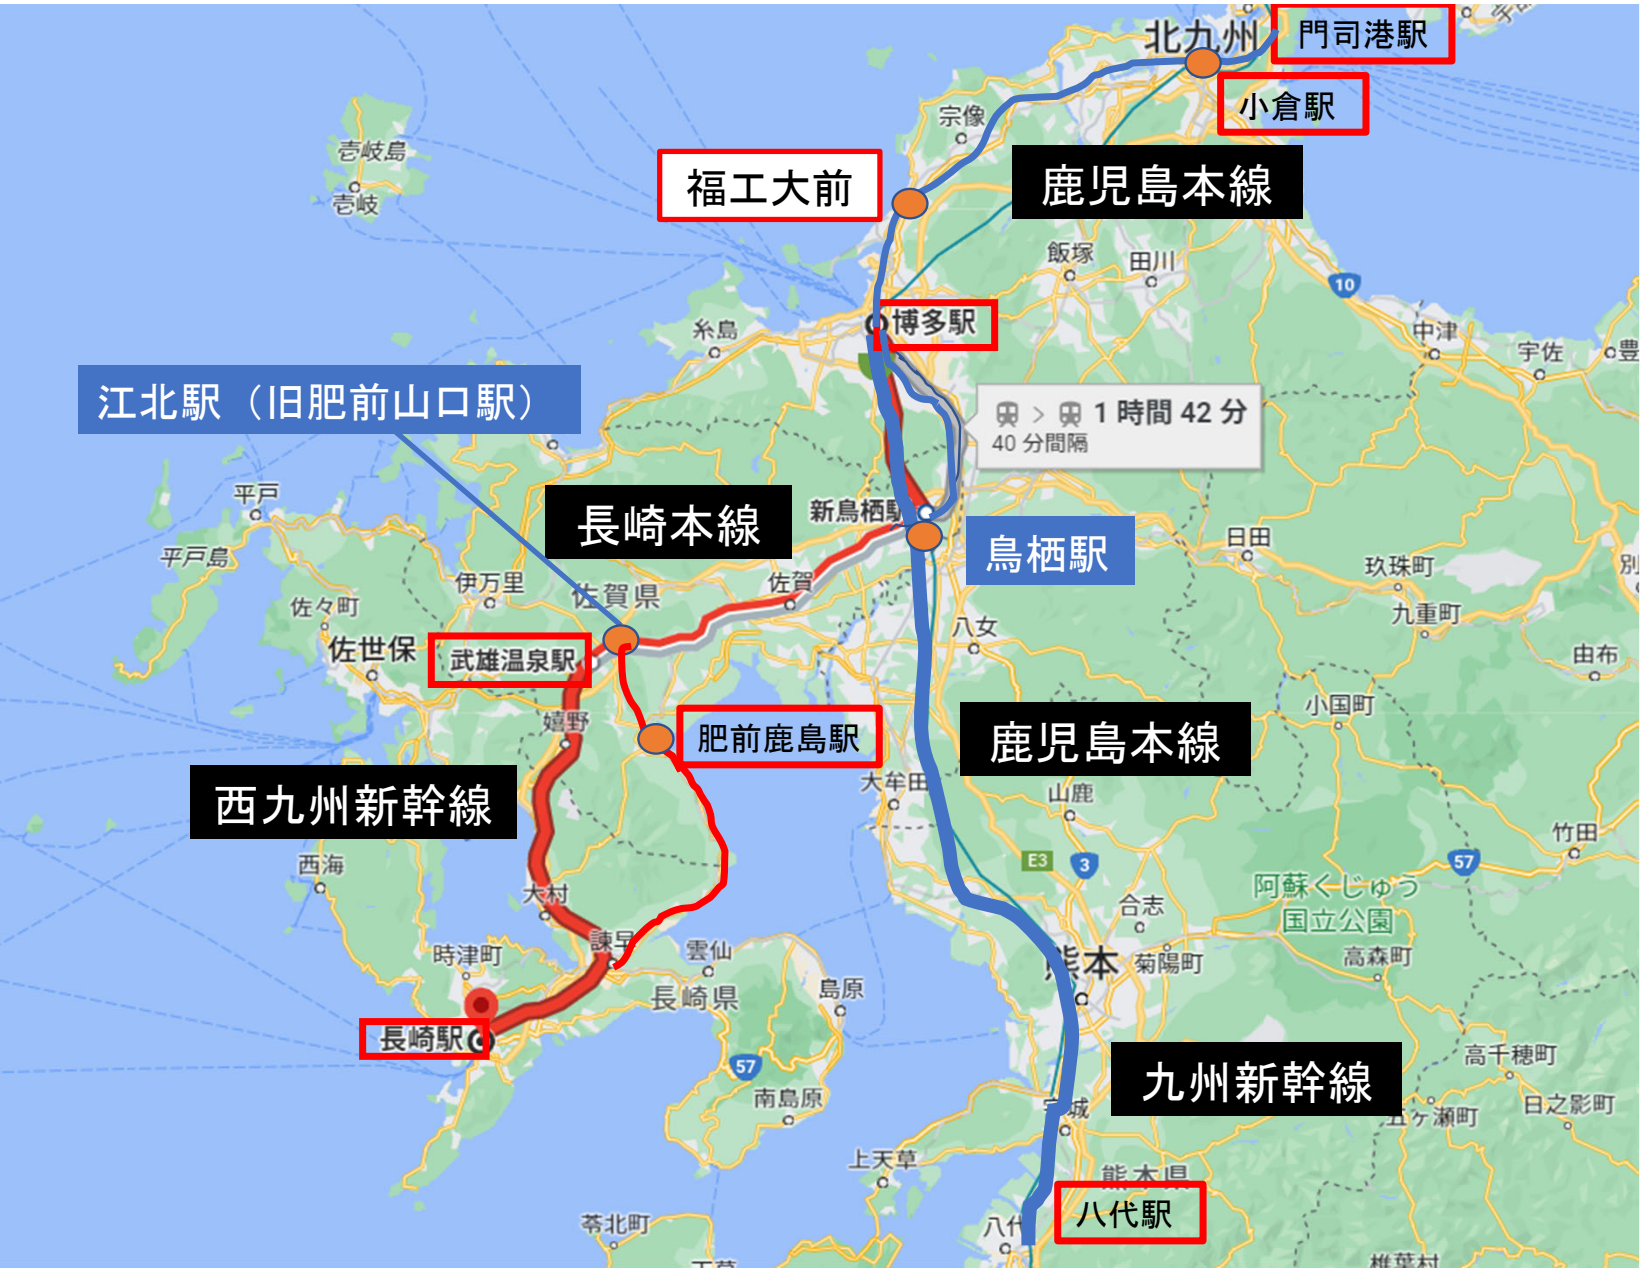 北九州
門司港駅
小倉駅
宗像
壱岐島
壱岐
福工大前
鹿児島本線
飯塚
田川
10
博多駅
糸島
中津
宇佐
豊
江北駅（旧肥前山口駅）
1 時間 42 分
40 分間隔
平戸
長崎本線
新鳥栖駅
鳥栖駅
日田
平戸島
伊万里
佐賀県
佐賀
玖珠町
別
佐々町
九重町
佐世保
武雄温泉駅
八女
由布
嬉野
肥前鹿島駅
鹿児島本線
小国町
西九州新幹線
大牟田
山鹿
竹田
西海
E3
3
57
大村
阿蘇くじゅう
国立公園
合志
時津町
諫早
雲仙
熊本
菊陽町
高森町
長崎県
島原
長崎駅
57
南島原
九州新幹線
高千穂町
宇城
五ヶ瀬町
日之影町
上天草
熊本県
苓北町
八代
八代駅
椎葉村